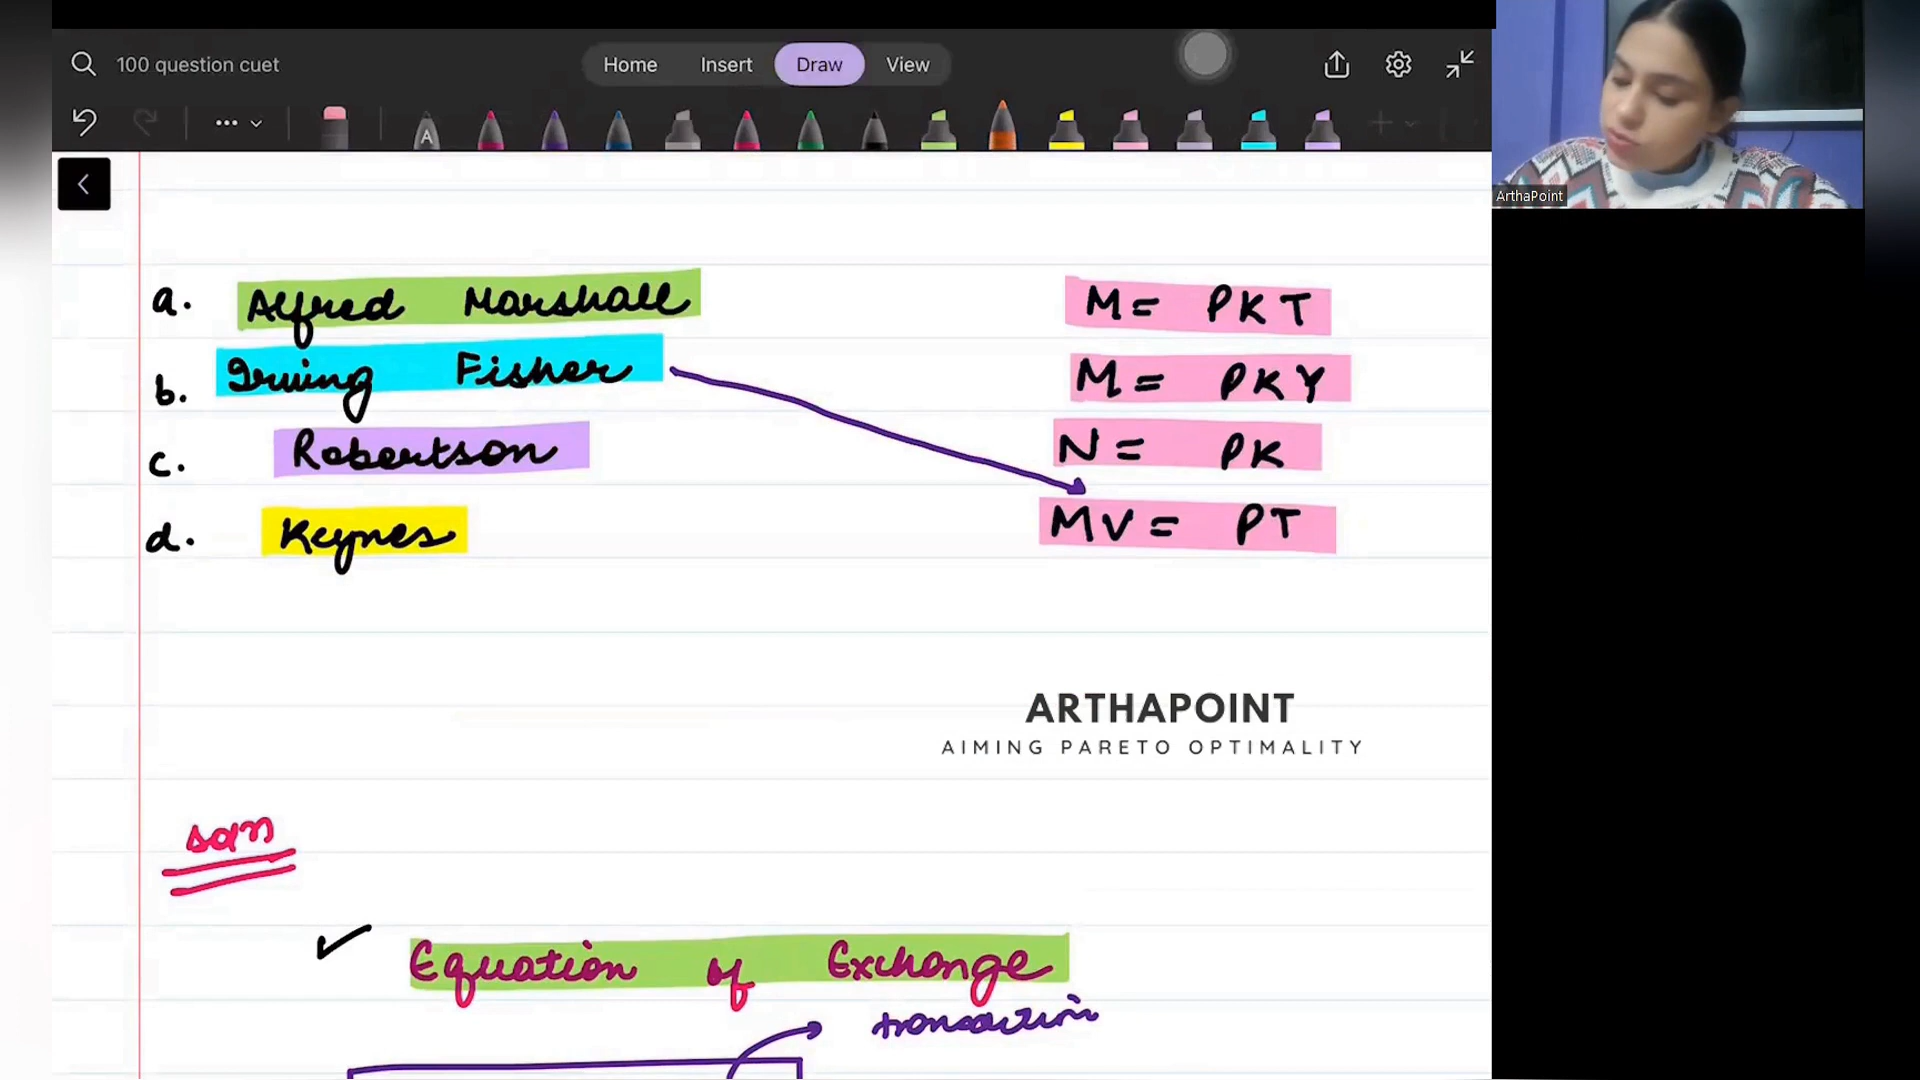 100 question cuet
Home Insert Draw View
A
ArthaPoint
a. Alfred Marshall M = PKT
b. Irving Fisher M = PKY
c. Robertson N = PK
d. Keynes MV = PT
ARTHAPOINT
AIMING PARETO OPTIMALITY
Equation of Exchange
transaction